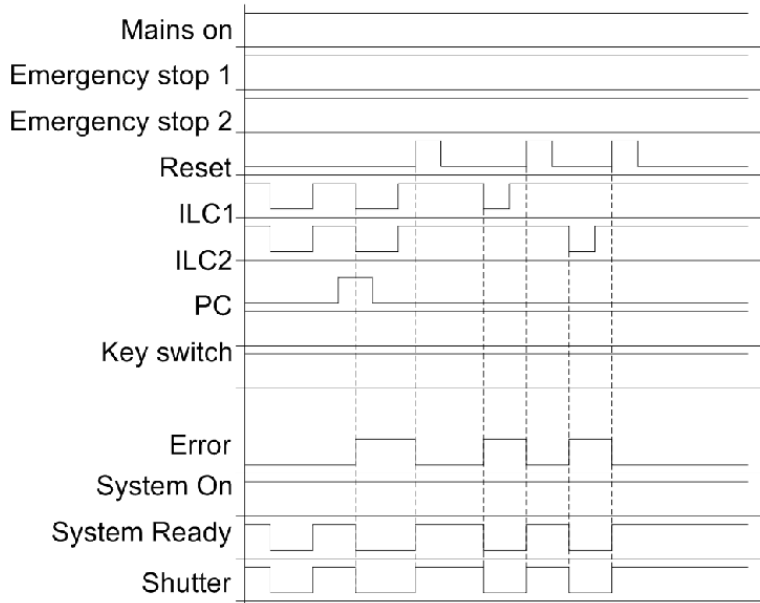 Mains on
Emergency stop 1
Emergency stop 2
Reset
ILC1
ILC2
PC
Key switch
Error
System On
System Ready
Shutter